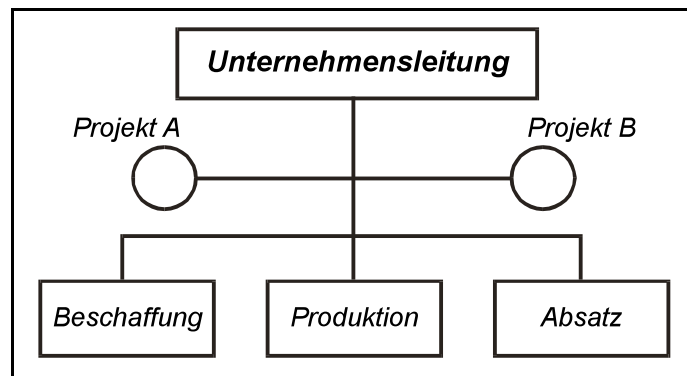 Unternehmensleitung
Projekt A
Projekt B
Beschaffung
Produktion
Absatz